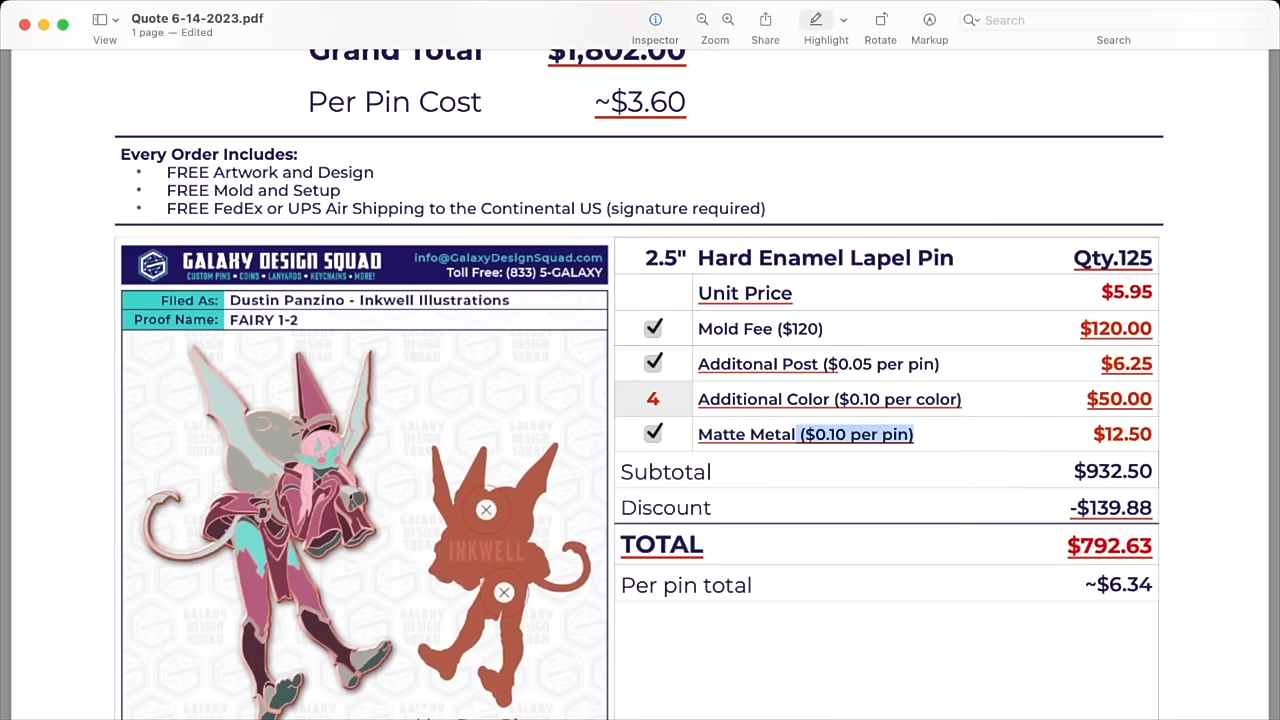 Quote 6-14-2023.pdf
1 page — Edited
View
Inspector
Zoom
Share
Highlight
Rotate
Markup
Search
Search
Grand Total $1,802.00
Per Pin Cost ~$3.60
Every Order Includes:
• FREE Artwork and Design
• FREE Mold and Setup
• FREE FedEx or UPS Air Shipping to the Continental US (signature required)
GALAXY DESIGN SQUAD
CUSTOM PINS • COINS • LANYARDS • KEYCHAINS • MORE!
info@GalaxyDesignSquad.com
Toll Free: (833) 5-GALAXY
Filed As: Dustin Panzino - Inkwell Illustrations
Proof Name: FAIRY 1-2
INKWELL
2.5" Hard Enamel Lapel Pin Qty.125
Unit Price $5.95
Mold Fee ($120) $120.00
Additonal Post ($0.05 per pin) $6.25
4 Additional Color ($0.10 per color) $50.00
Matte Metal ($0.10 per pin) $12.50
Subtotal $932.50
Discount -$139.88
TOTAL $792.63
Per pin total ~$6.34